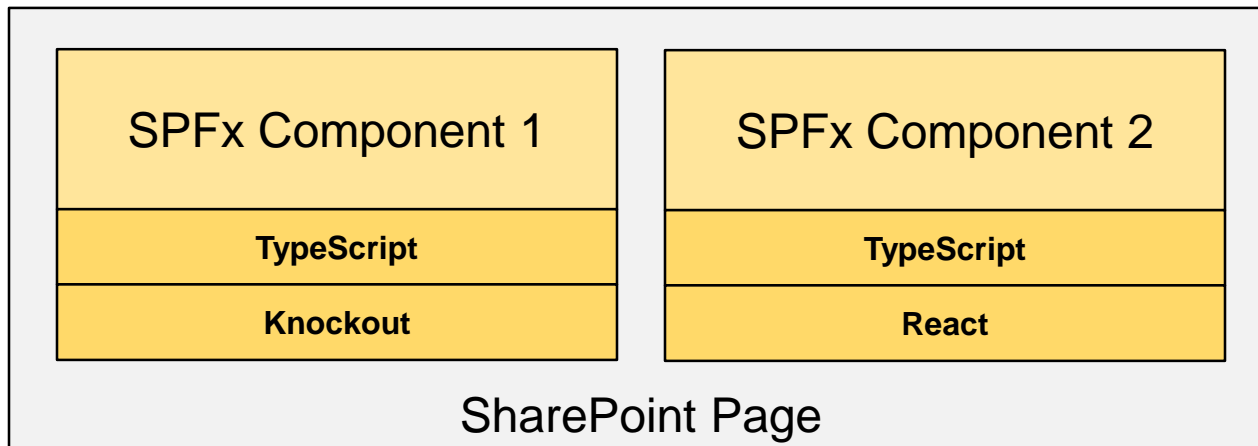 SPFx Component 1
TypeScript
Knockout
SPFx Component 2
TypeScript
React
SharePoint Page